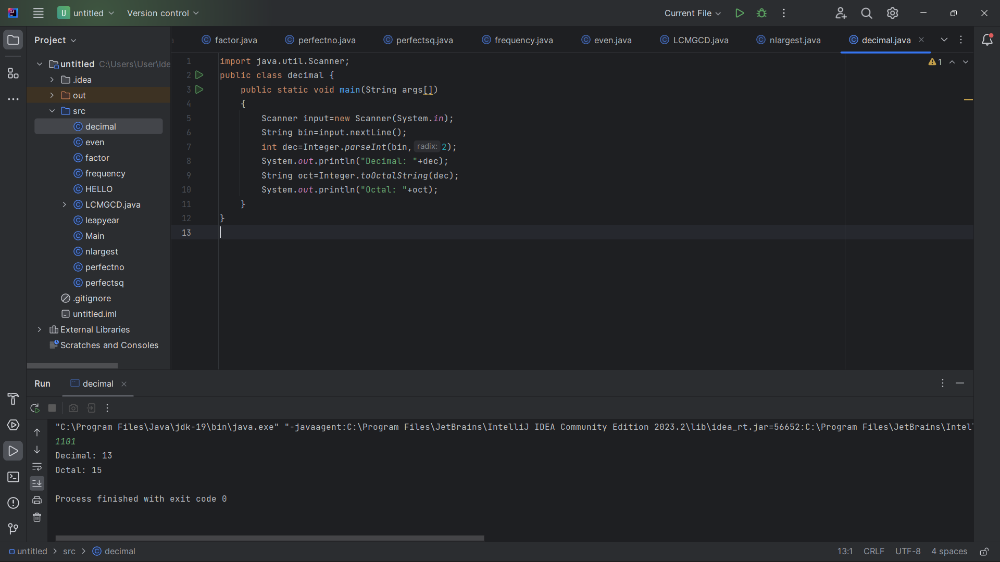 U untitled Version control Current File
Project
factor.java perfectno.java perfectsq.java frequency.java even.java LCMGCD.java nlargest.java decimal.java
untitled C:\Users\User\Ide
.idea
out
src
decimal
even
factor
frequency
HELLO
LCMGCD.java
leapyear
Main
nlargest
perfectno
perfectsq
.gitignore
untitled.iml
External Libraries
Scratches and Consoles
1 import java.util.Scanner;
2 public class decimal {
3 public static void main(String args[])
4 {
5 Scanner input=new Scanner(System.in);
6 String bin=input.nextLine();
7 int dec=Integer.parseInt(bin, radix: 2);
8 System.out.println("Decimal: "+dec);
9 String oct=Integer.toOctalString(dec);
10 System.out.println("Octal: "+oct);
11 }
12 }
13
1
Run decimal
"C:\Program Files\Java\jdk-19\bin\java.exe" "-javaagent:C:\Program Files\JetBrains\IntelliJ IDEA Community Edition 2023.2\lib\idea_rt.jar=56652:C:\Program Files\JetBrains\Intel
1101
Decimal: 13
Octal: 15
Process finished with exit code 0
untitled > src > decimal 13:1 CRLF UTF-8 4 spaces